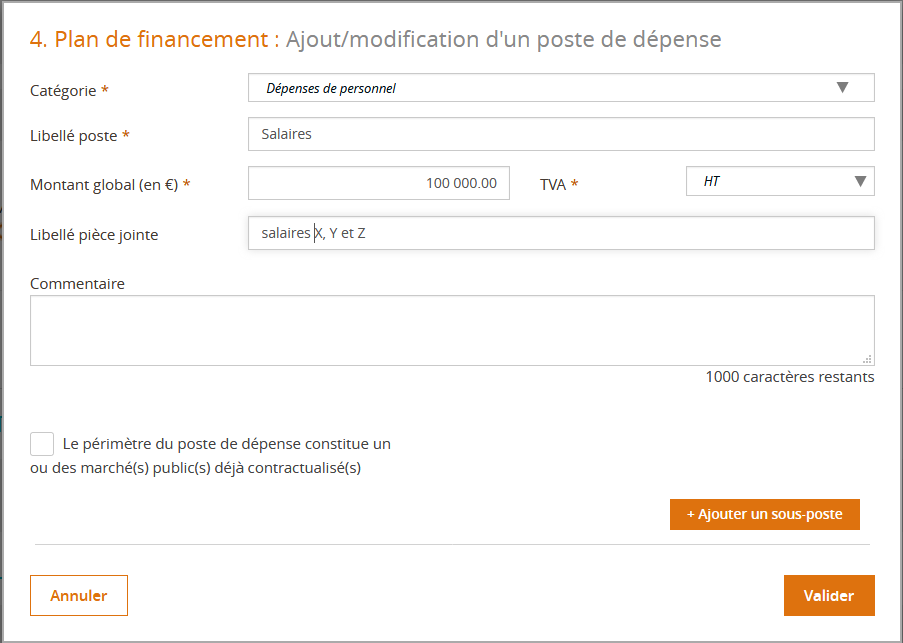 4. Plan de financement : Ajout/modification d'un poste de dépense
Catégorie * Dépenses de personnel
Libellé poste * Salaires
Montant global (en €) * 100 000.00 TVA * HT
Libellé pièce jointe salaires X, Y et Z
Commentaire
1000 caractères restants
Le périmètre du poste de dépense constitue un
ou des marché(s) public(s) déjà contractualisé(s)
+ Ajouter un sous-poste
Annuler Valider